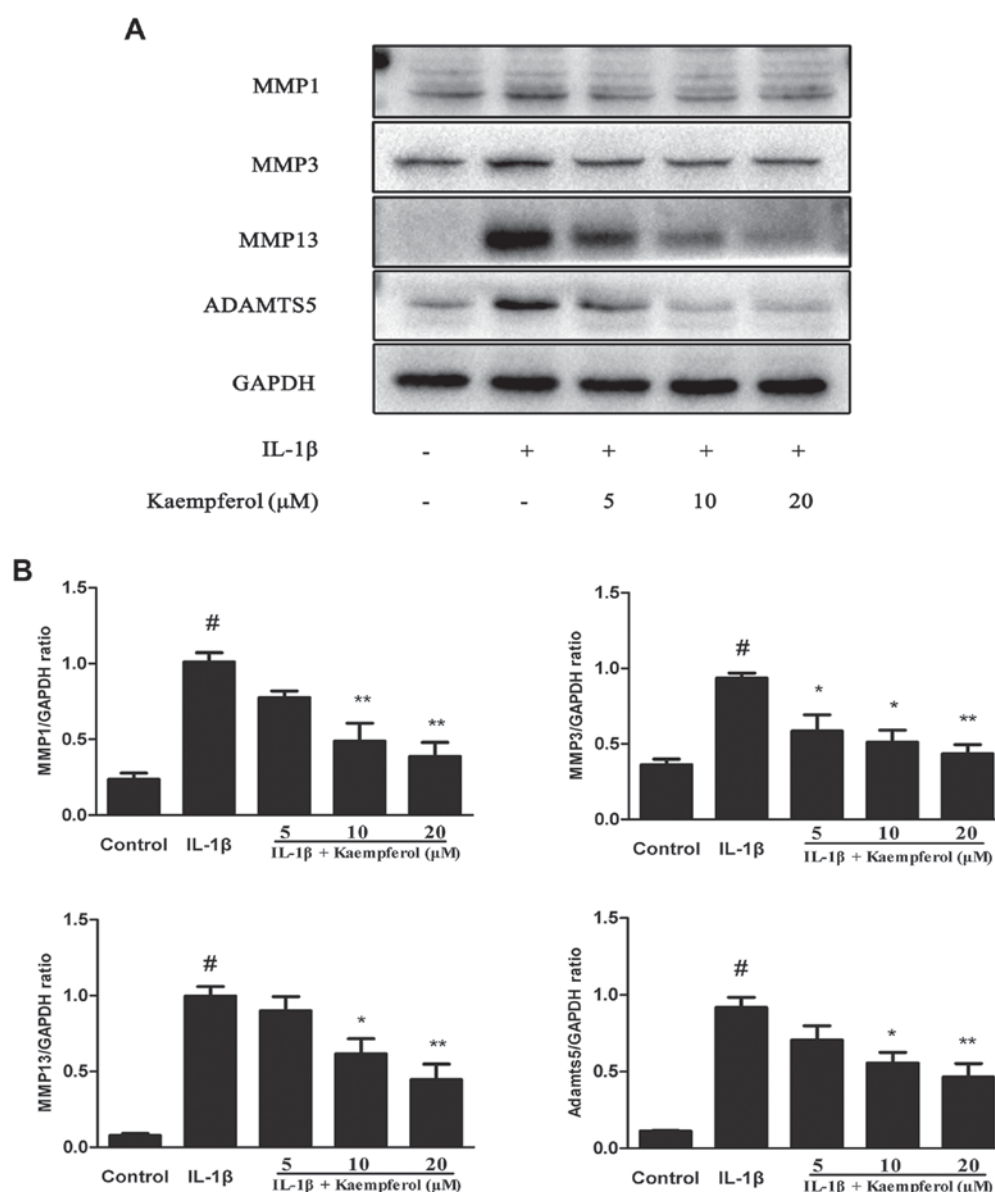 A
MMP1
MMP3
MMP13
ADAMTS5
GAPDH
IL-1β - + + + +
Kaempferol (μM) - - 5 10 20
B
MMP1/GAPDH ratio
1.5
1.0
0.5
0.0
#
**
**
Control IL-1β 5 10 20
IL-1β + Kaempferol (μM)
MMP3/GAPDH ratio
1.5
1.0
0.5
0.0
#
*
*
**
Control IL-1β 5 10 20
IL-1β + Kaempferol (μM)
MMP13/GAPDH ratio
1.5
1.0
0.5
0.0
#
*
**
Control IL-1β 5 10 20
IL-1β + Kaempferol (μM)
Adamts5/GAPDH ratio
1.5
1.0
0.5
0.0
#
*
**
Control IL-1β 5 10 20
IL-1β + Kaempferol (μM)